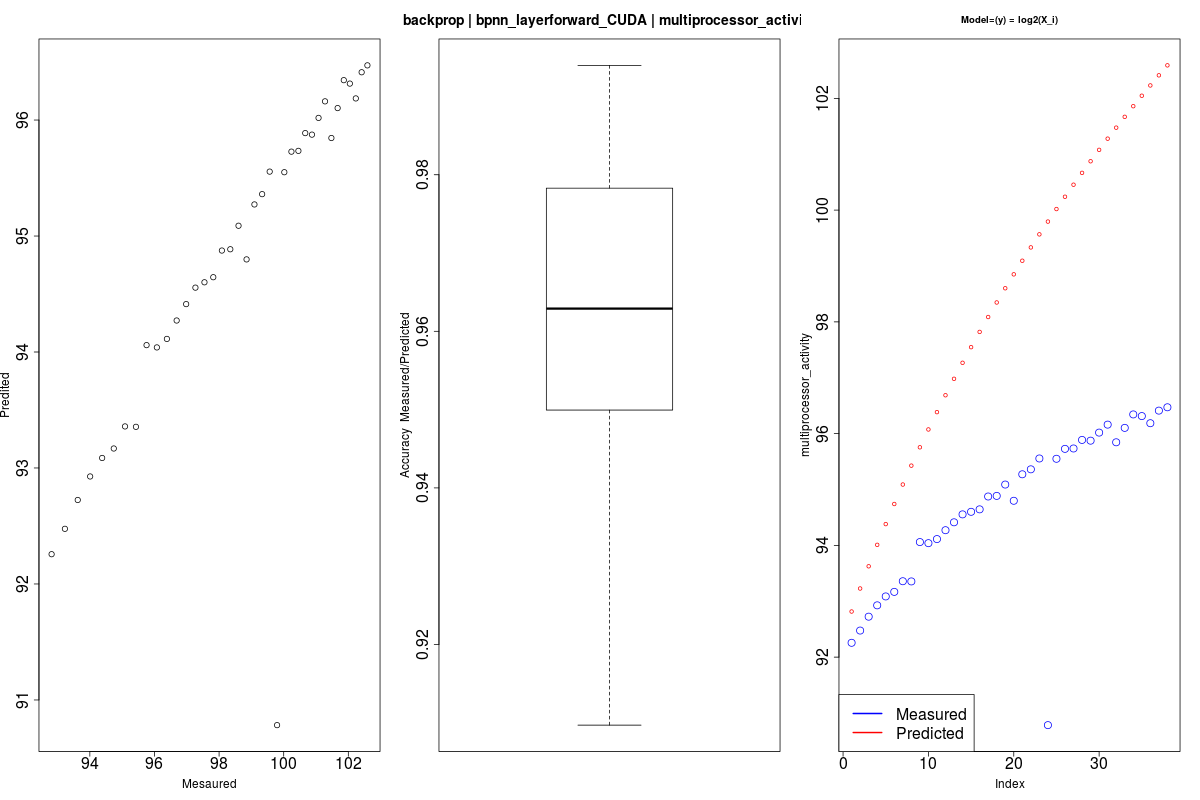 backprop | bpnn_layerforward_CUDA | multiprocessor_activi
Model=(y) = log2(X_i)
Predited
91
92
93
94
95
96
94
96
98
100
102
Mesaured
Accuracy Measured/Predicted
0.92
0.94
0.96
0.98
multiprocessor_activity
92
94
96
98
100
102
Measured
Predicted
0
10
20
30
Index